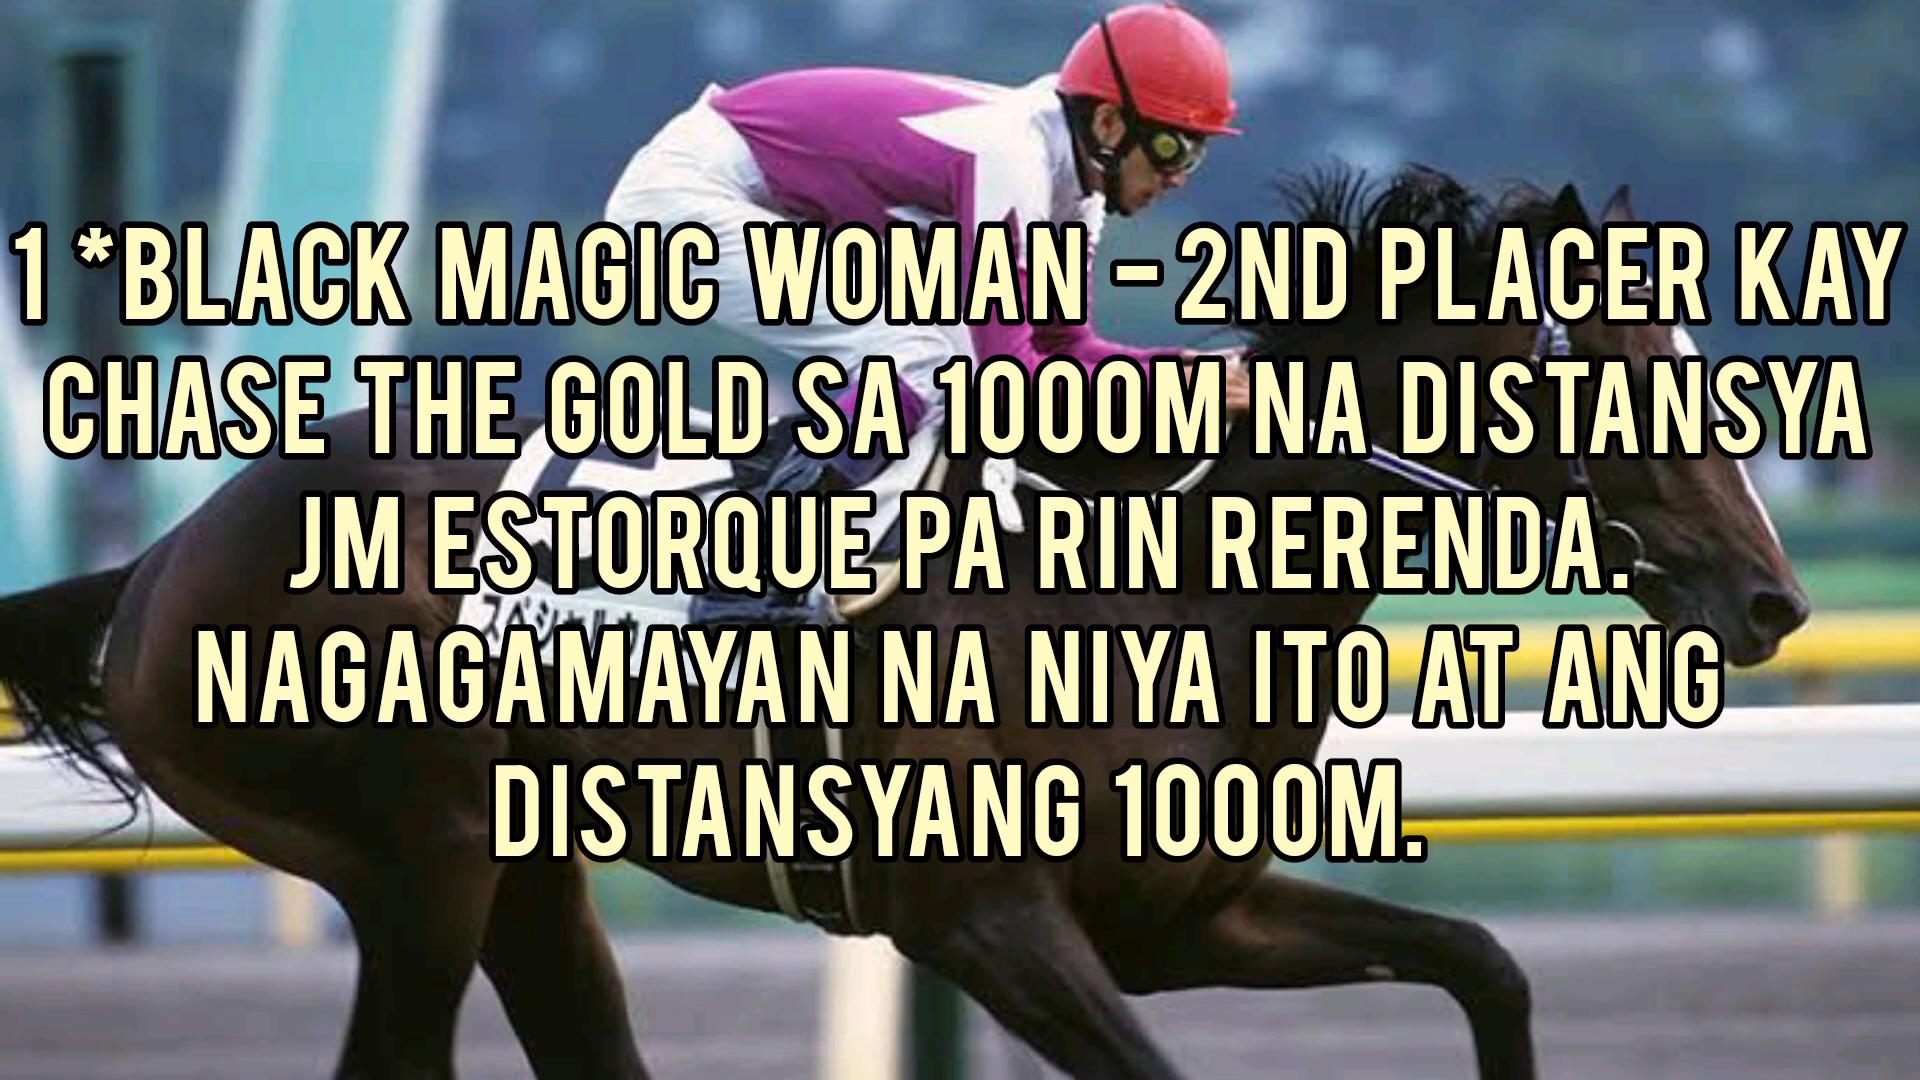 1 *BLACK MAGIC WOMAN - 2ND PLACER KAY
CHASE THE GOLD SA 1000M NA DISTANSYA
JM ESTORQUE PA RIN RERENDA.
NAGAGAMAYAN NA NIYA ITO AT ANG
DISTANSYANG 1000M.